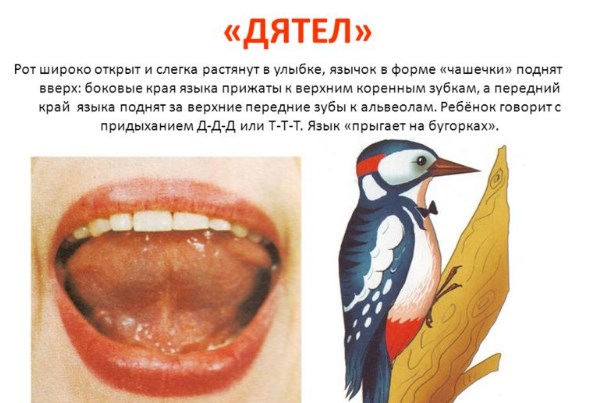 «ДЯТЕЛ»
Рот широко открыт и слегка растянут в улыбке, язычок в форме «чашечки» поднят
вверх: боковые края языка прижаты к верхним коренным зубкам, а передний
край языка поднят за верхние передние зубы к альвеолам. Ребёнок говорит с
придыханием Д-Д-Д или Т-Т-Т. Язык «прыгает на бугорках».